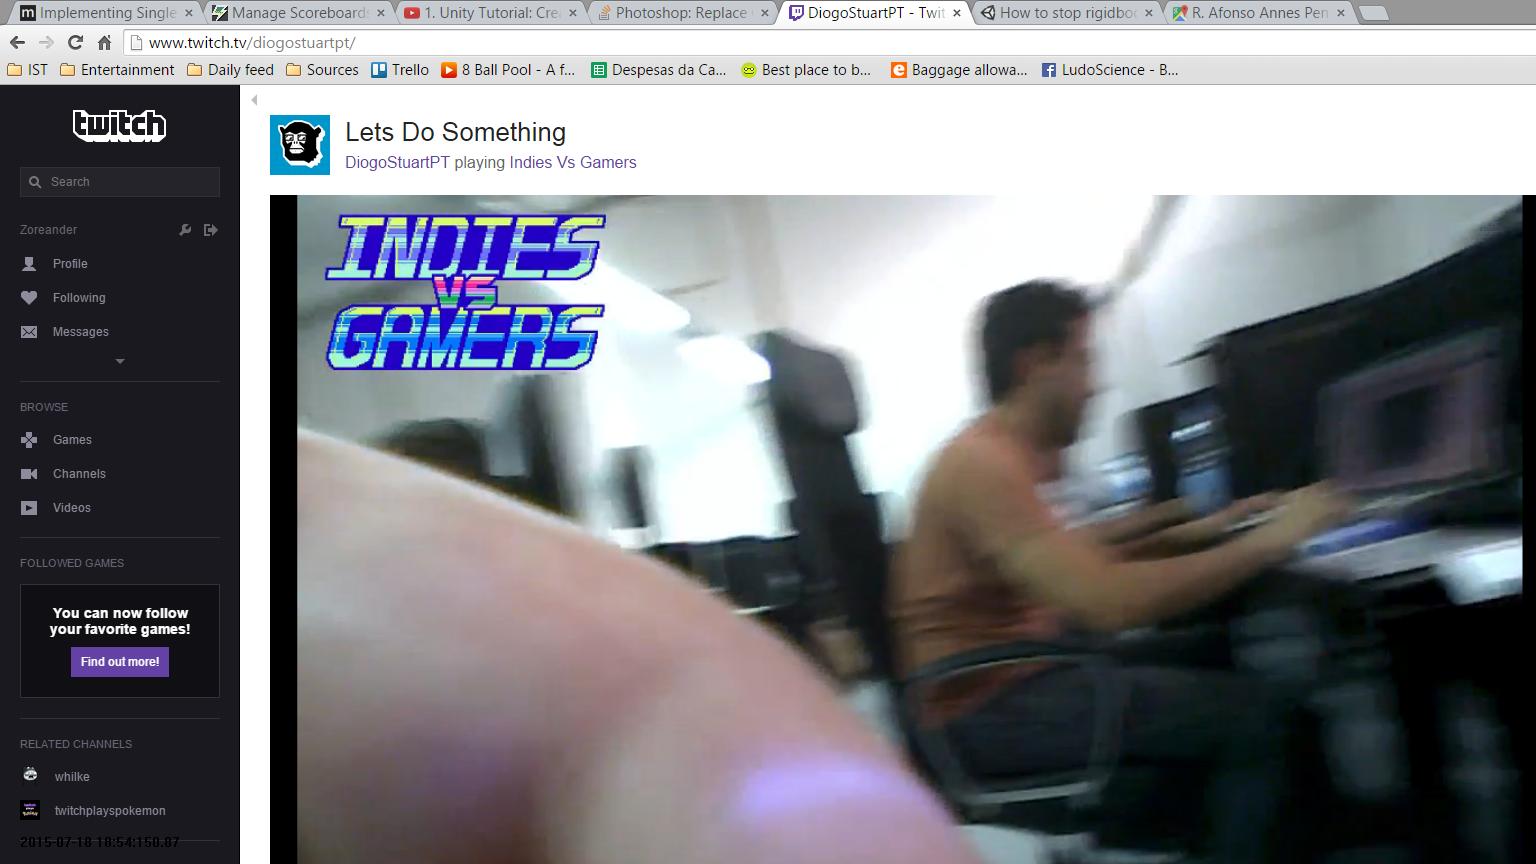 Implementing Single
Manage Scoreboards
1. Unity Tutorial: Cre
Photoshop: Replace
DiogoStuartPT - Twit
How to stop rigidbo
R. Afonso Annes Pen
www.twitch.tv/diogostuartpt/
IST
Entertainment
Daily feed
Sources
Trello
8 Ball Pool - A f...
Despesas da Ca...
Best place to b...
Baggage allowa...
LudoScience - B...
twitch
Search
Zoreander
Profile
Following
Messages
BROWSE
Games
Channels
Videos
FOLLOWED GAMES
You can now follow
your favorite games!
Find out more!
RELATED CHANNELS
whilke
twitchplayspokemon
2015-07-18 18:54:150.87
Lets Do Something
DiogoStuartPT playing Indies Vs Gamers
INDIES
VS
GAMERS